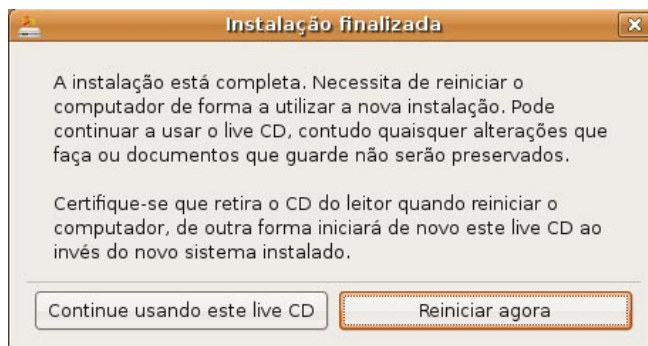 Instalação finalizada
A instalação está completa. Necessita de reiniciar o
computador de forma a utilizar a nova instalação. Pode
continuar a usar o live CD, contudo quaisquer alterações que
faça ou documentos que guarde não serão preservados.
Certifique-se que retira o CD do leitor quando reiniciar o
computador, de outra forma iniciará de novo este live CD ao
invés do novo sistema instalado.
Continue usando este live CD
Reiniciar agora